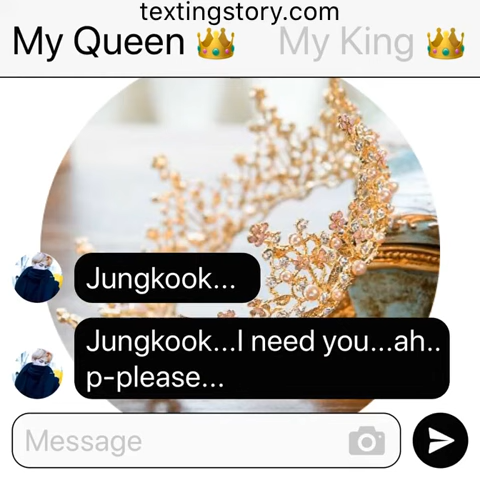 textingstory.com
My Queen 👑 My King 👑
Jungkook...
Jungkook...I need you...ah..
p-please...
Message